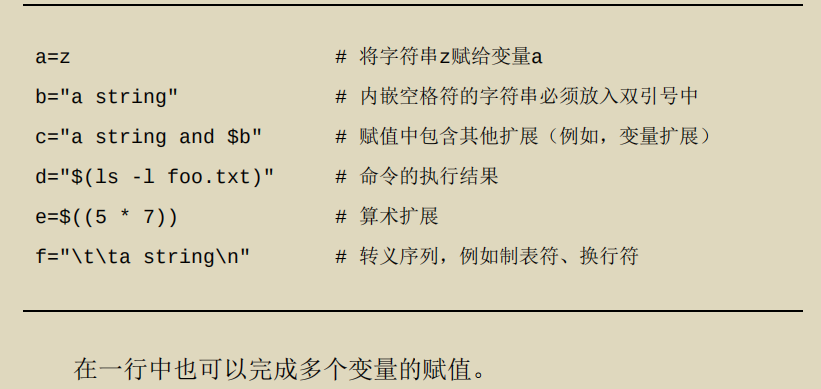 a=z # 将字符串z赋给变量a
b="a string" # 内嵌空格符的字符串必须放入双引号中
c="a string and $b" # 赋值中包含其他扩展（例如，变量扩展）
d="$(ls -l foo.txt)" # 命令的执行结果
e=$((5 * 7)) # 算术扩展
f="\t\ta string\n" # 转义序列，例如制表符、换行符
在一行中也可以完成多个变量的赋值。